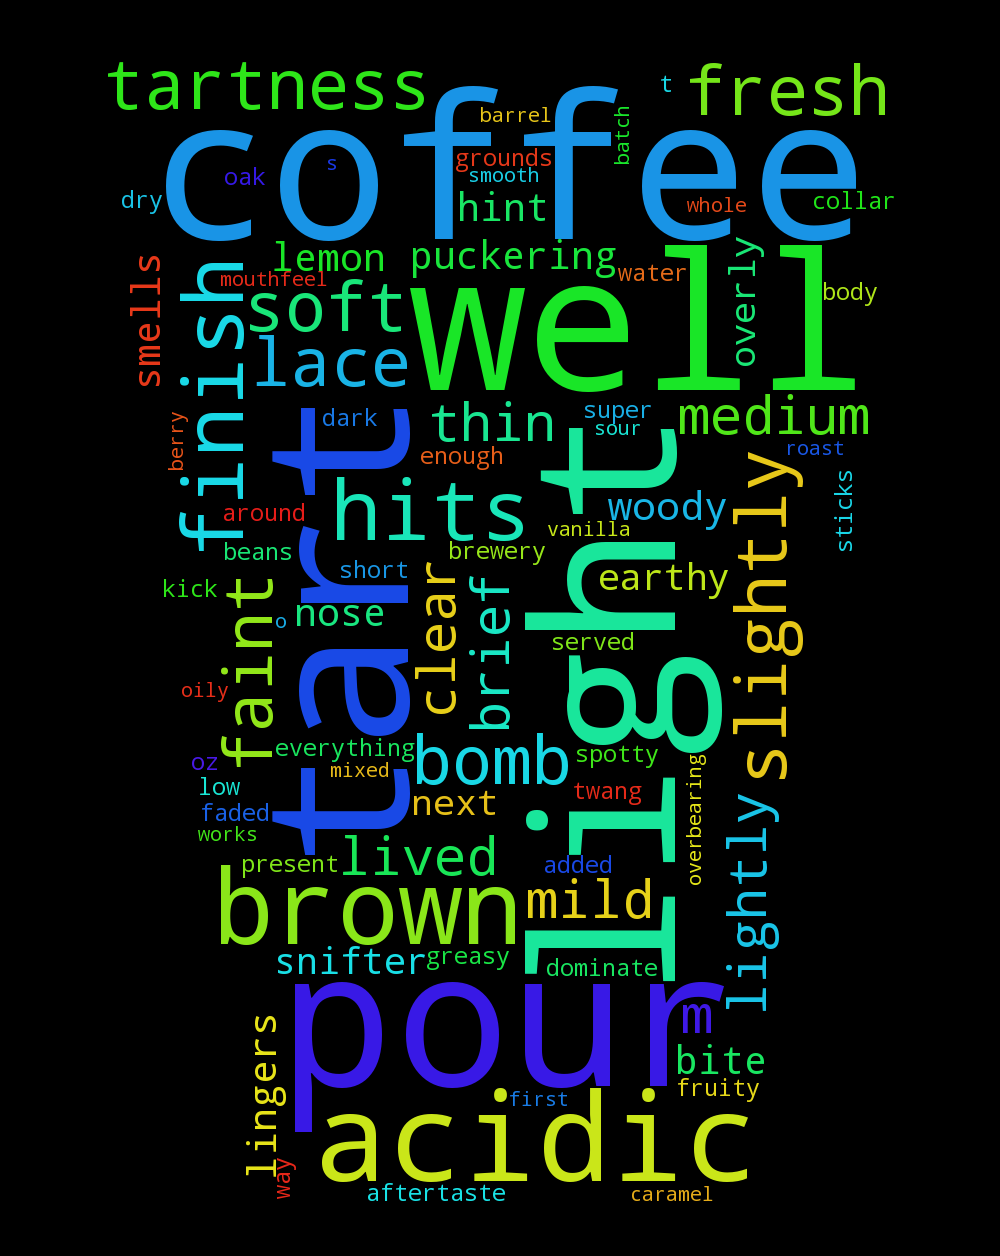 tartness
fresh
t
coffee
barrel
batch
grounds
smooth
oak
s
dry
hint
whole
collar
lemon
puckering
overly
water
body
smells
mouthfeel
finish
soft
well
lace
thin
super
sour
medium
dark
berry
tart
light
enough
roast
hits
woody
sticks
slightly
around
vanilla
beans
brewery
short
clear
earthy
kick
faint
nose
o
brief
served
oily
everything
bomb
spotty
oz
mixed
low
next
twang
overbearing
faded
works
lightly
present
lived
added
brown
mild
snifter
greasy
dominate
pour
m
lingers
bite
fruity
first
acidic
way
aftertaste
caramel